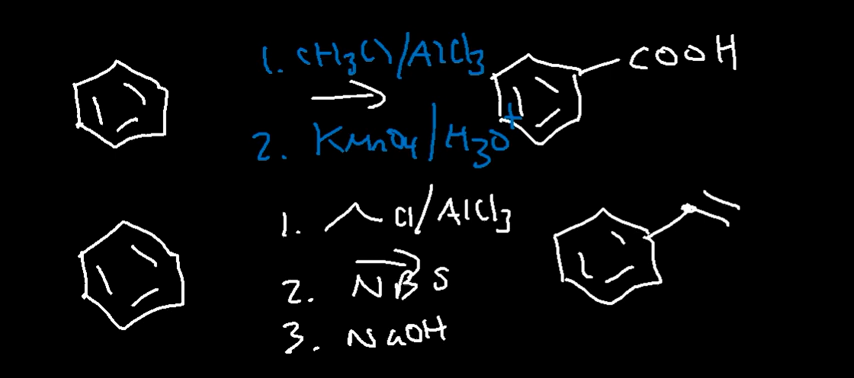 1. CH3Cl/AlCl3
COOH
2. KMnO4/H3O+
1. Cl/AlCl3
2. NBS
3. NaOH